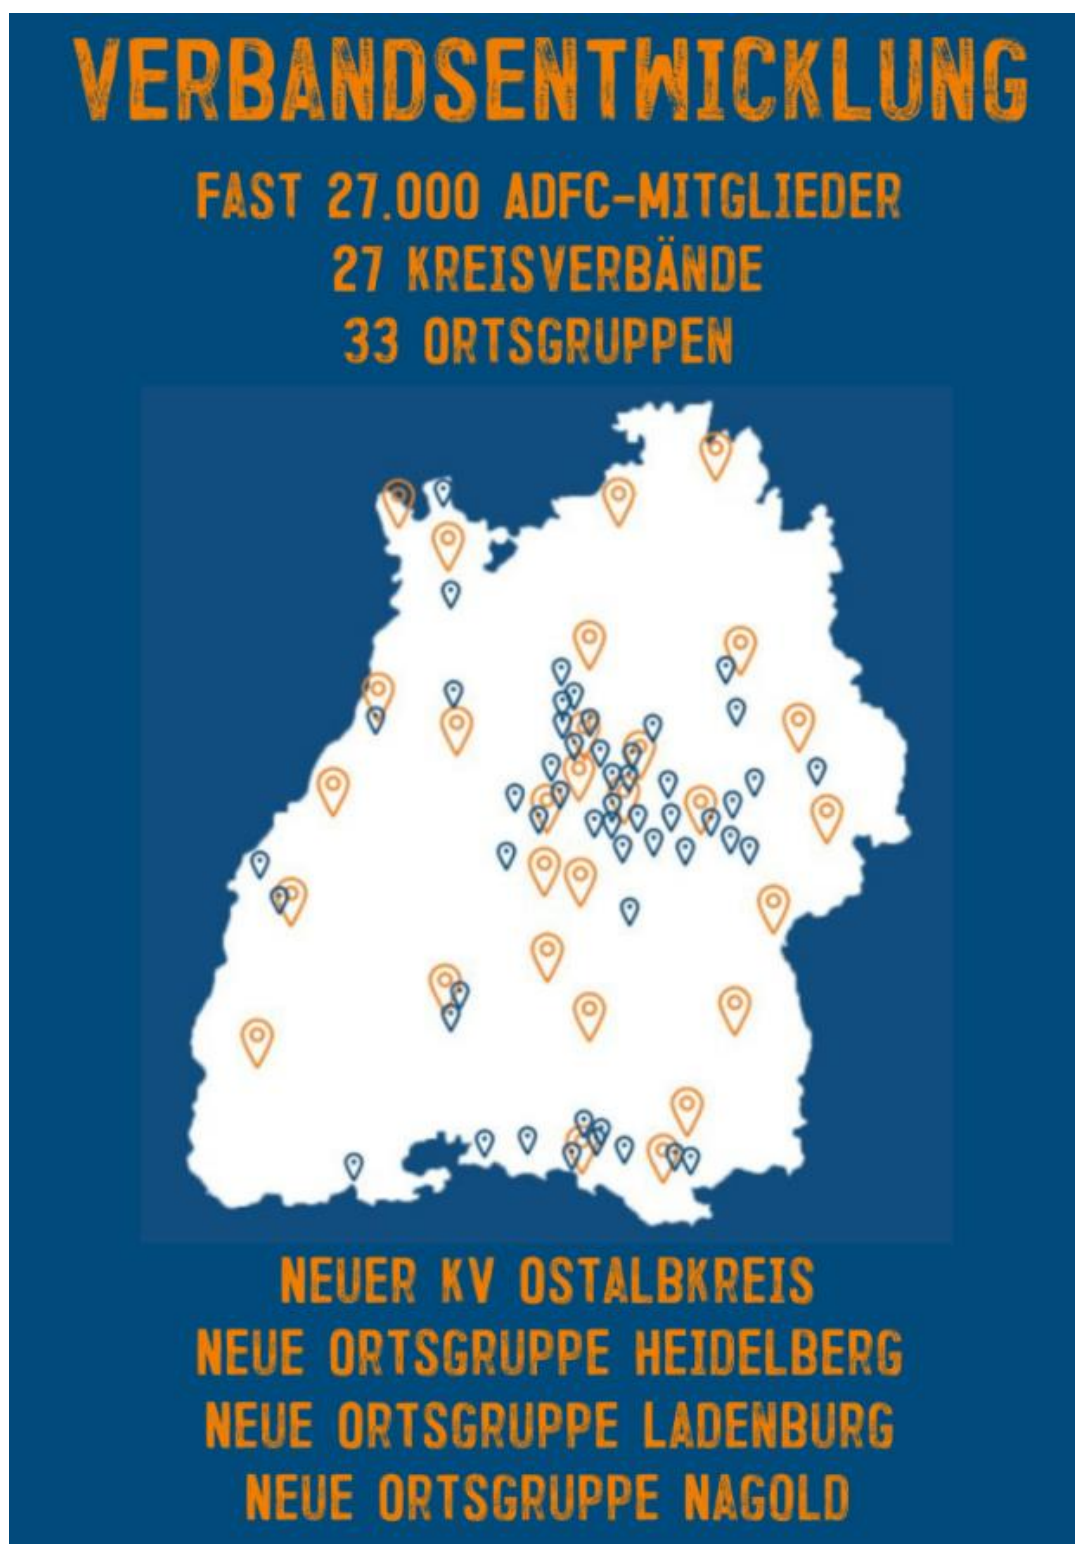 VERBANDSENTWICKLUNG
FAST 27.000 ADFC-MITGLIEDER
27 KREISVERBÄNDE
33 ORTSGRUPPEN
NEUER KV OSTALBKREIS
NEUE ORTSGRUPPE HEIDELBERG
NEUE ORTSGRUPPE LADENBURG
NEUE ORTSGRUPPE NAGOLD